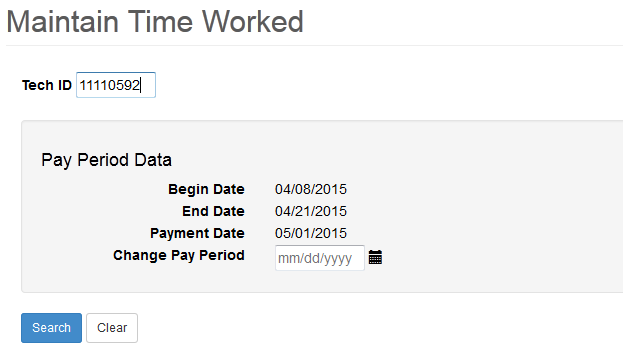 Maintain Time Worked
Tech ID 11110592
Pay Period Data
Begin Date 04/08/2015
End Date 04/21/2015
Payment Date 05/01/2015
Change Pay Period mm/dd/yyyy
Search Clear